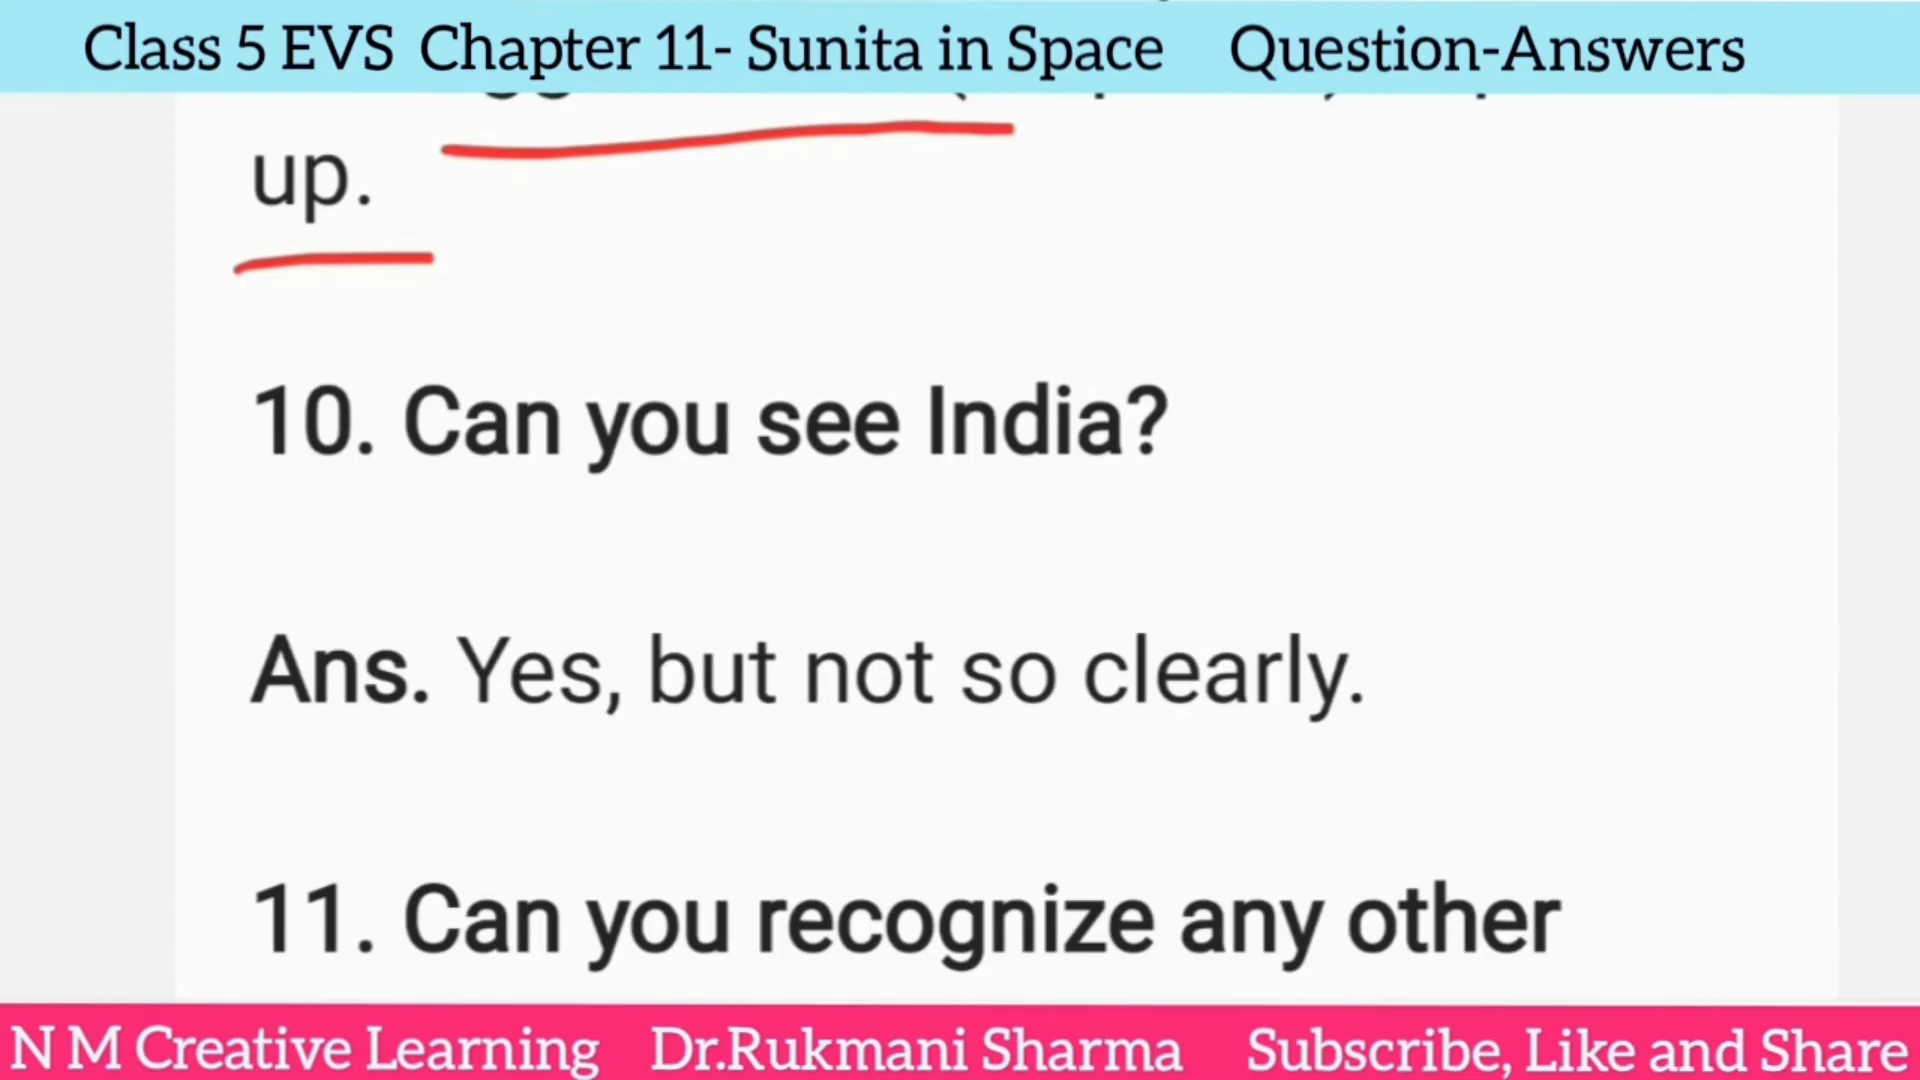 Class 5 EVS Chapter 11- Sunita in Space Question-Answers
up.
10. Can you see India?
Ans. Yes, but not so clearly.
11. Can you recognize any other
N M Creative Learning Dr.Rukmani Sharma Subscribe, Like and Share